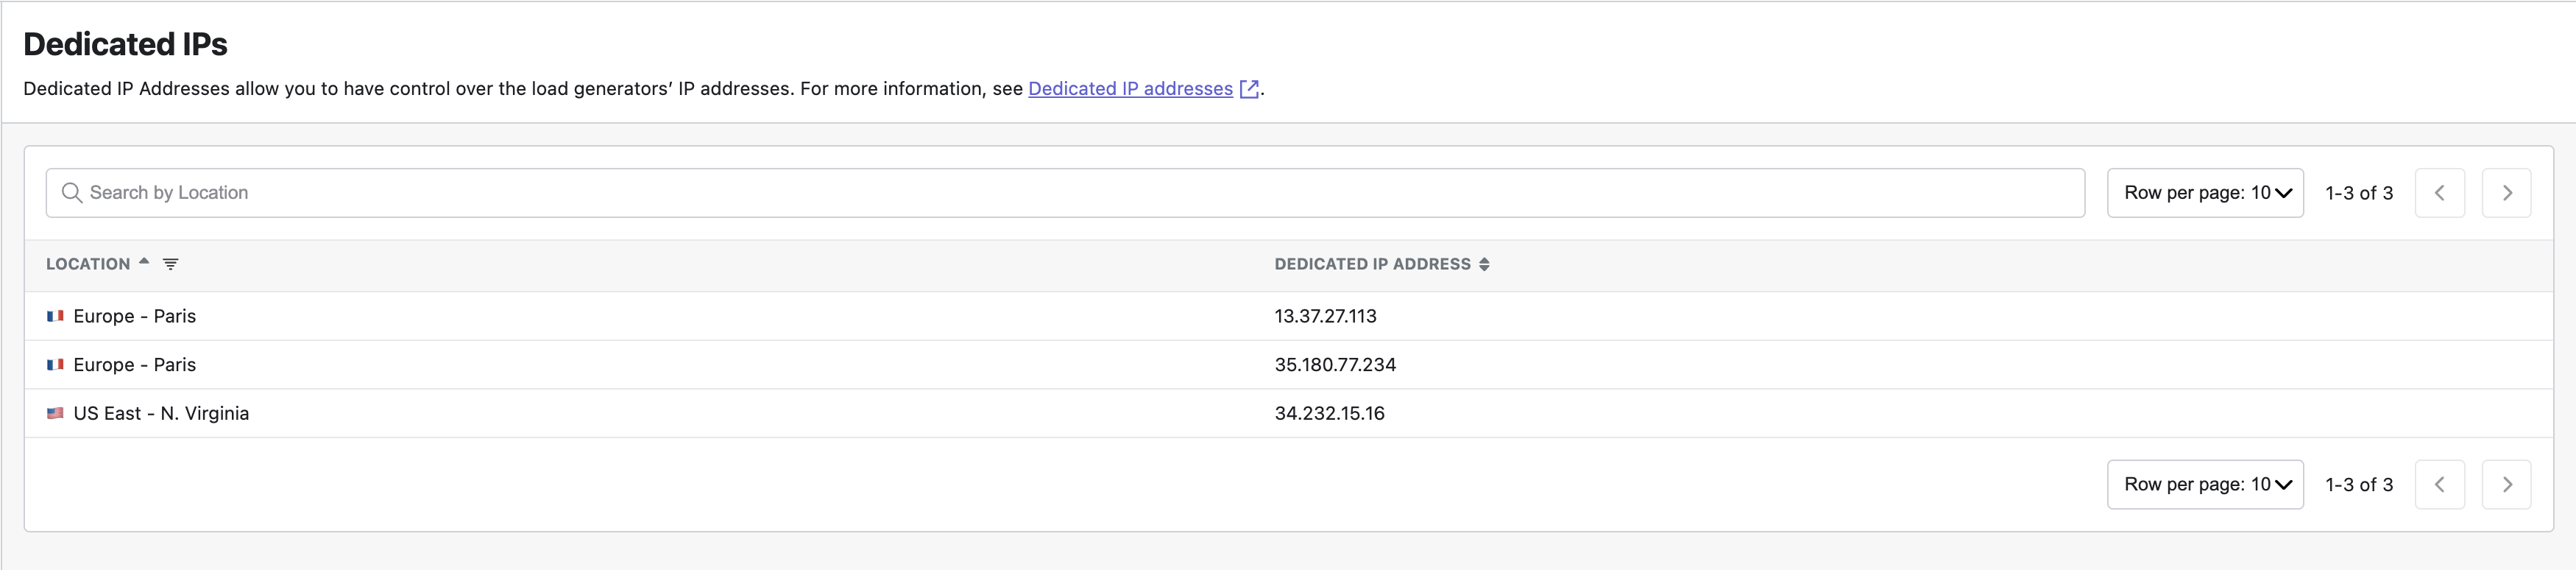 Dedicated IPs
Dedicated IP Addresses allow you to have control over the load generators’ IP addresses. For more information, see Dedicated IP addresses.
Search by Location
Row per page: 10
1-3 of 3
LOCATION DEDICATED IP ADDRESS
Europe - Paris 13.37.27.113
Europe - Paris 35.180.77.234
US East - N. Virginia 34.232.15.16
Row per page: 10
1-3 of 3